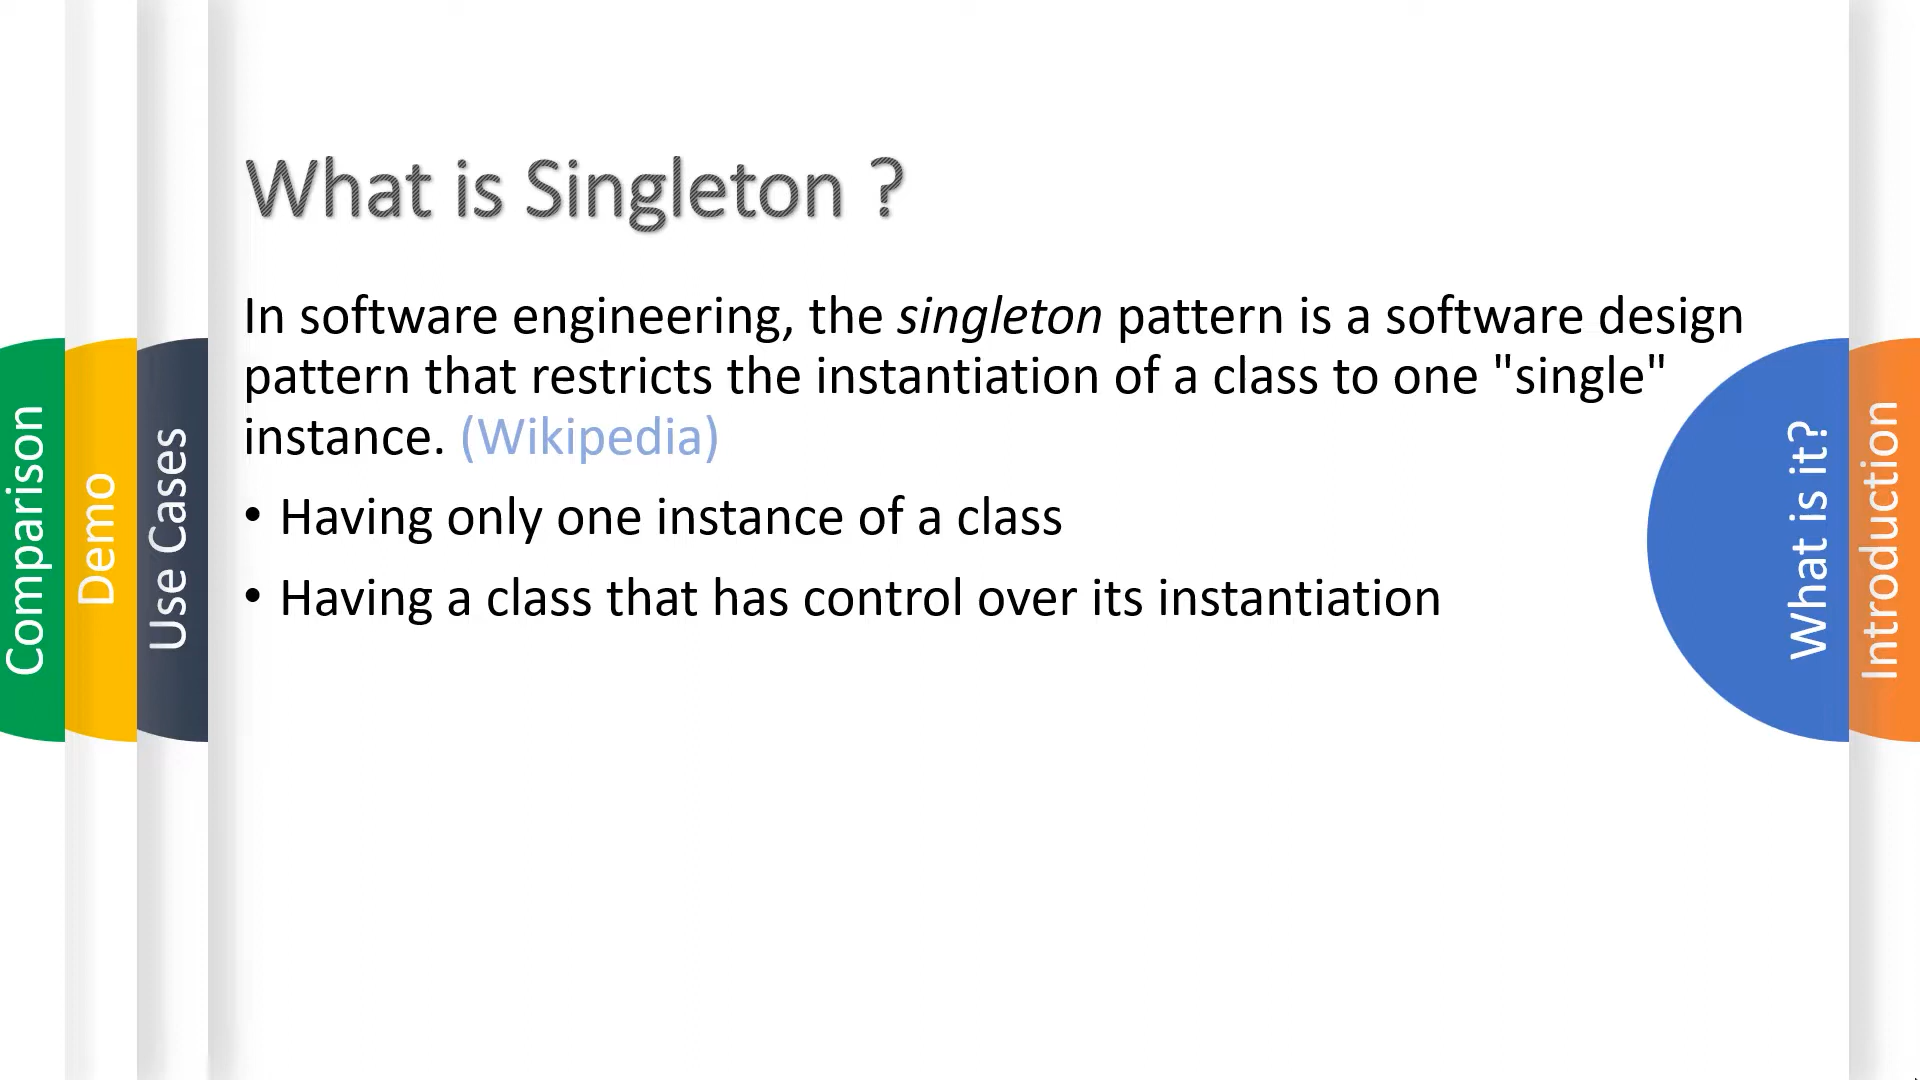 What is Singleton ?
In software engineering, the singleton pattern is a software design
pattern that restricts the instantiation of a class to one "single"
instance. (Wikipedia)
• Having only one instance of a class
• Having a class that has control over its instantiation
Comparison
Demo
Use Cases
What is it?
Introduction